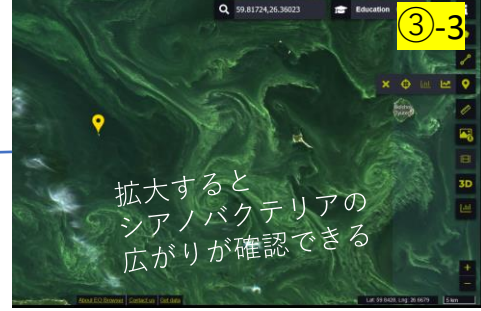 59.81724,26.36023
Education
③-3
3D
拡大すると
シアノバクテリアの
広がりが確認できる
About EO Browser
Contact us
Get data
5 km